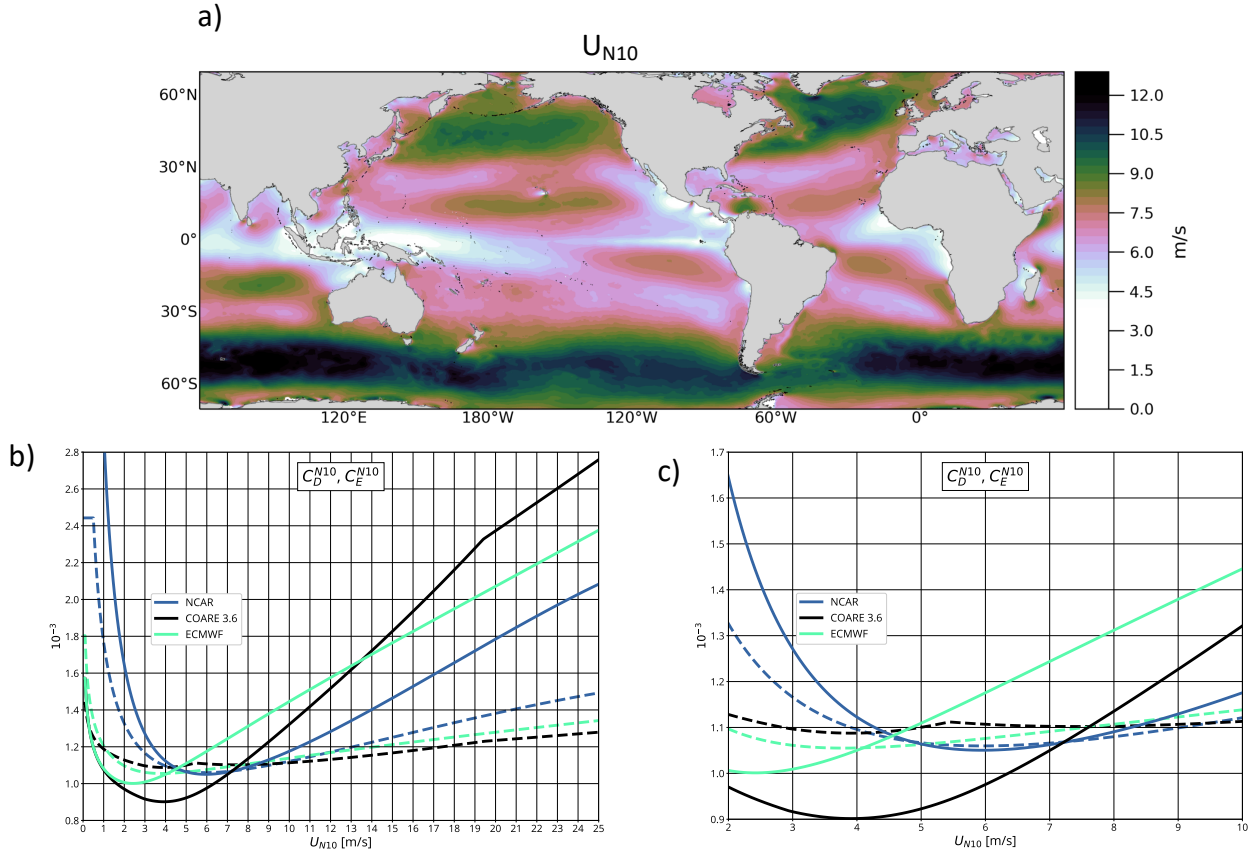 a)
U_N10
60°N
30°N
0°
30°S
60°S
120°E 180°W 120°W 60°W 0°
12.0
10.5
9.0
7.5
6.0
4.5
3.0
1.5
0.0
m/s
b)
C_D^N10, C_E^N10
2.8
2.6
2.4
2.2
2.0
1.8
1.6
1.4
1.2
1.0
0.8
10^-3
NCAR
COARE 3.6
ECMWF
0 1 2 3 4 5 6 7 8 9 10 11 12 13 14 15 16 17 18 19 20 21 22 23 24 25
U_N10 [m/s]
c)
C_D^N10, C_E^N10
1.7
1.6
1.5
1.4
1.3
1.2
1.1
1.0
0.9
10^-3
NCAR
COARE 3.6
ECMWF
2 3 4 5 6 7 8 9 10
U_N10 [m/s]